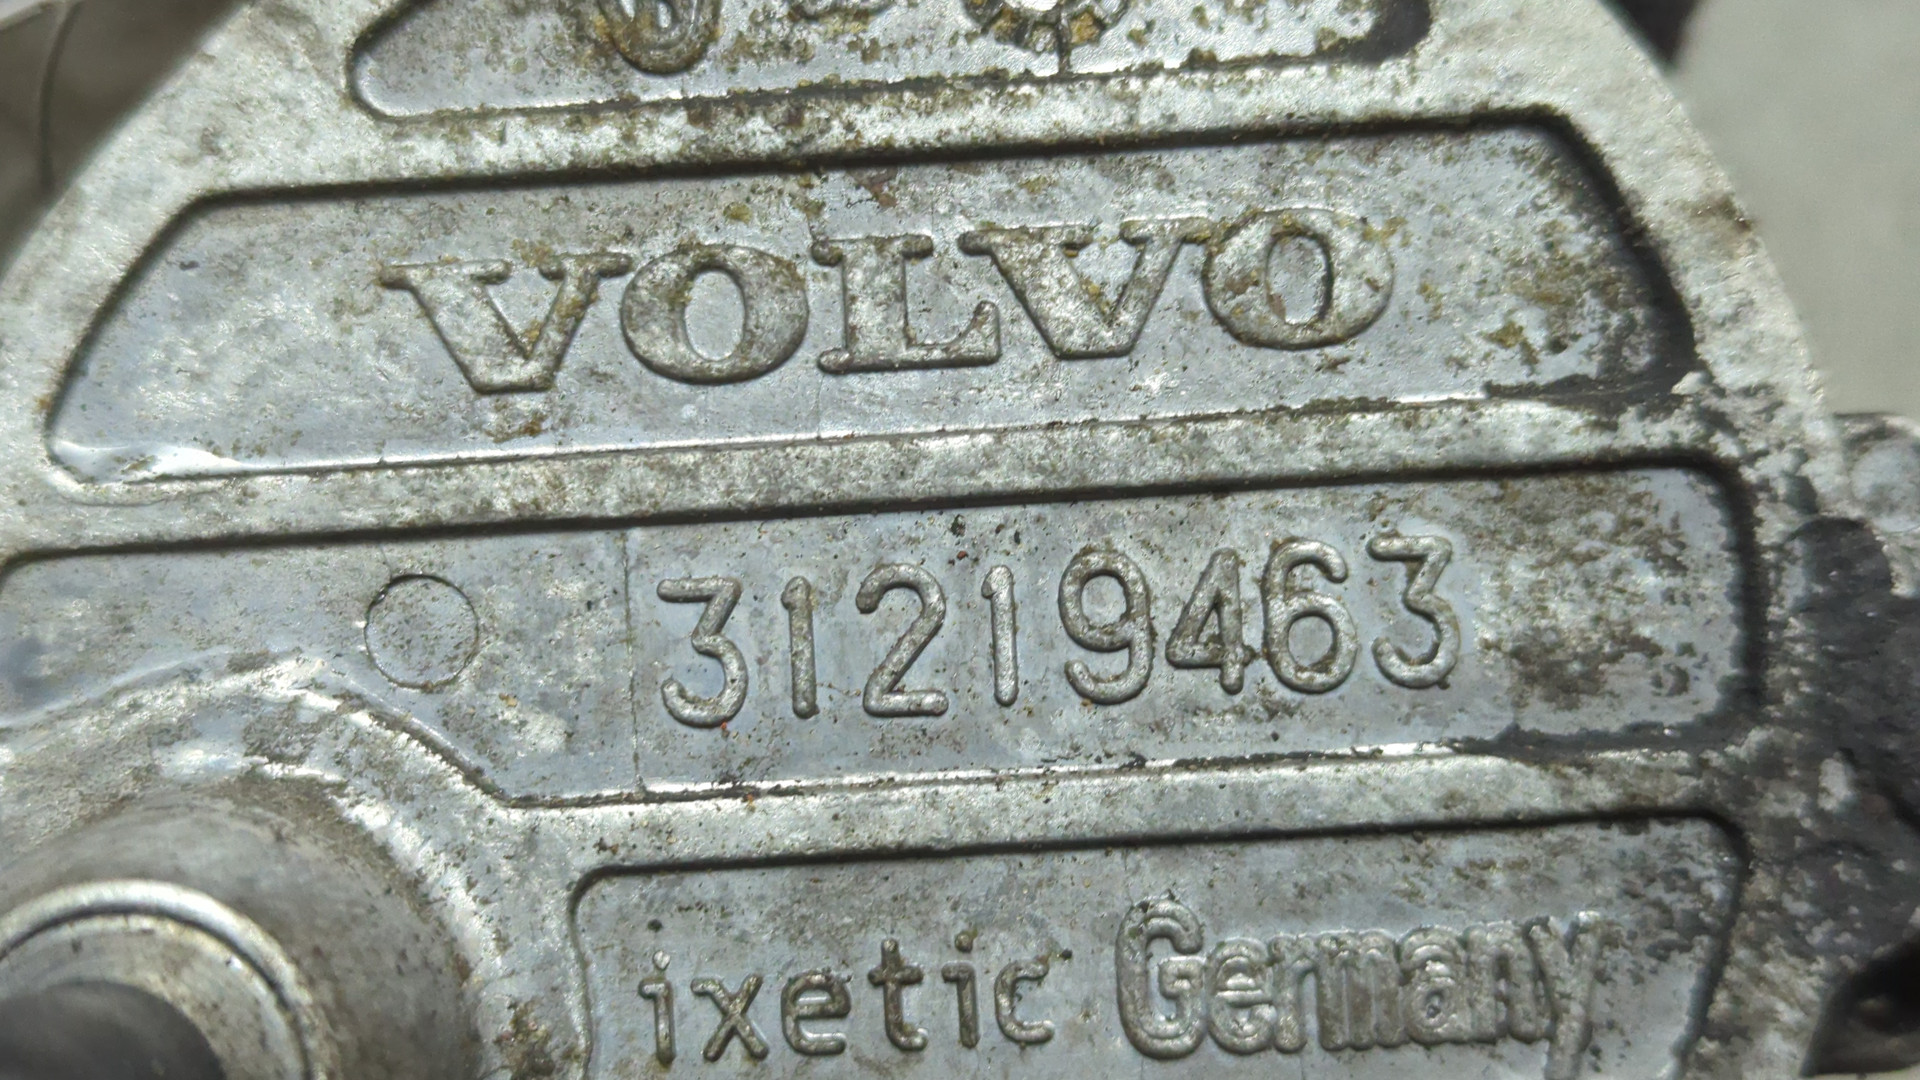 VOLVO
31219463
ixetic Germany